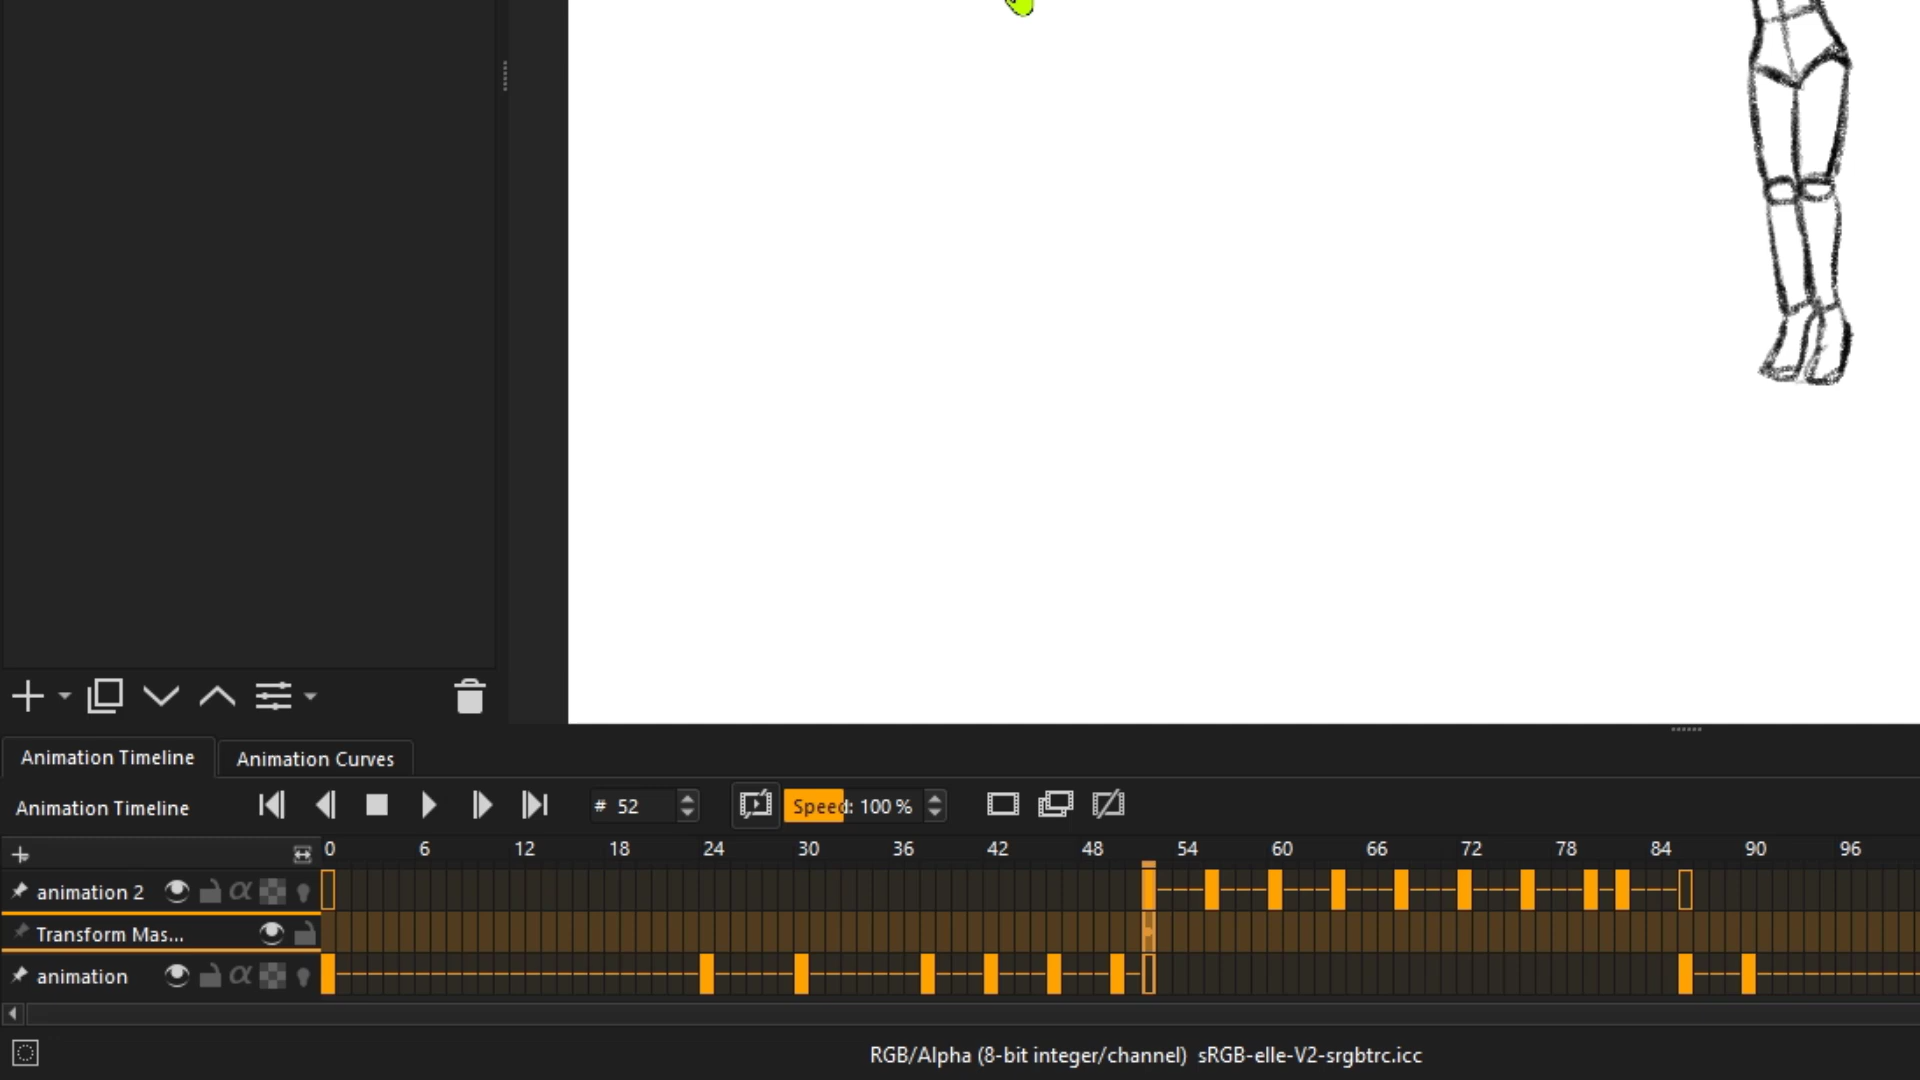 Animation Timeline Animation Curves
Animation Timeline # 52 Speed: 100 %
0 6 12 18 24 30 36 42 48 54 60 66 72 78 84 90 96
animation 2 α
Transform Mas...
animation α
RGB/Alpha (8-bit integer/channel) sRGB-elle-V2-srgbtrc.icc